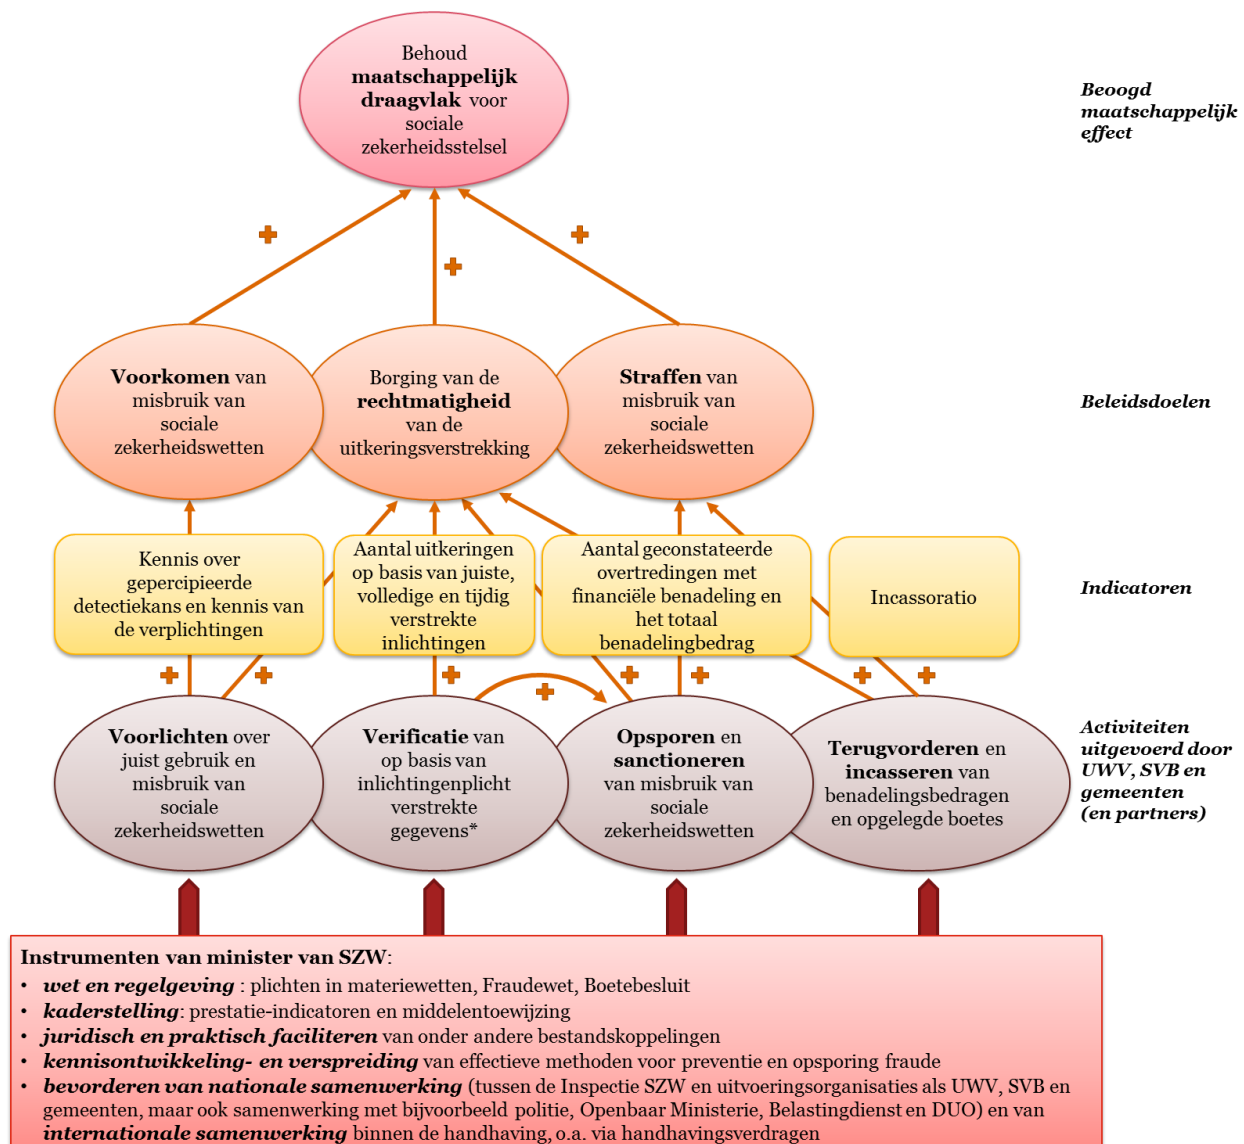 Behoud
maatschappelijk
draagvlak voor
sociale
zekerheidsstelsel
Beoogd
maatschappelijk
effect
Voorkomen van
misbruik van
sociale
zekerheidswetten
Borging van de
rechtmatigheid
van de
uitkeringsverstrekking
Straffen van
misbruik van
sociale
zekerheidswetten
Beleidsdoelen
Kennis over
gepercipieerde
detectiekans en kennis van
de verplichtingen
Aantal uitkeringen
op basis van juiste,
volledige en tijdig
verstrekte
inlichtingen
Aantal geconstateerde
overtredingen met
financiële benadeling en
het totaal
benadelingbedrag
Incassoratio
Indicatoren
Voorlichten over
juist gebruik en
misbruik van
sociale
zekerheidswetten
Verificatie van
op basis van
inlichtingenplicht
verstrekte
gegevens*
Opsporen en
sanctioneren
van misbruik van
sociale
zekerheidswetten
Terugvorderen en
incasseren van
benadelingsbedragen
en opgelegde boetes
Activiteiten
uitgevoerd door
UWV, SVB en
gemeenten
(en partners)
Instrumenten van minister van SZW:
• wet en regelgeving : plichten in materiewetten, Fraudewet, Boetebesluit
• kaderstelling: prestatie-indicatoren en middelentoewijzing
• juridisch en praktisch faciliteren van onder andere bestandskoppelingen
• kennisontwikkeling- en verspreiding van effectieve methoden voor preventie en opsporing fraude
• bevorderen van nationale samenwerking (tussen de Inspectie SZW en uitvoeringsorganisaties als UWV, SVB en
gemeenten, maar ook samenwerking met bijvoorbeeld politie, Openbaar Ministerie, Belastingdienst en DUO) en van
internationale samenwerking binnen de handhaving, o.a. via handhavingsverdragen